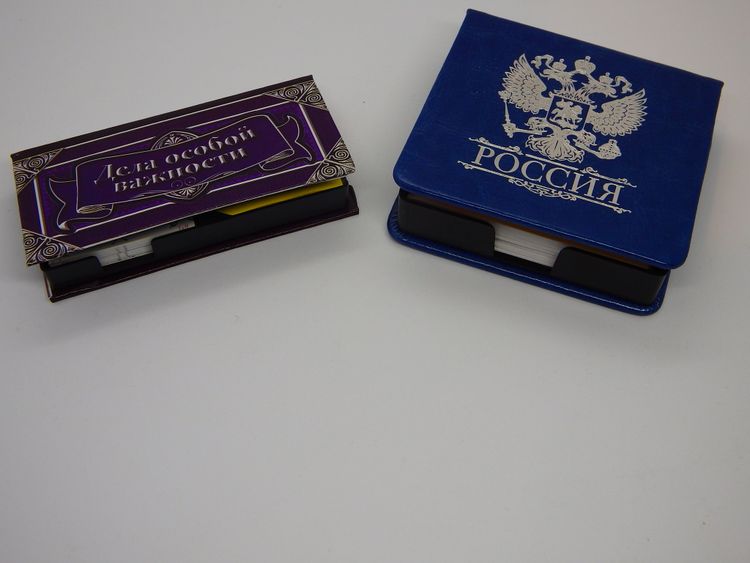 Дела особой
важности
РОССИЯ